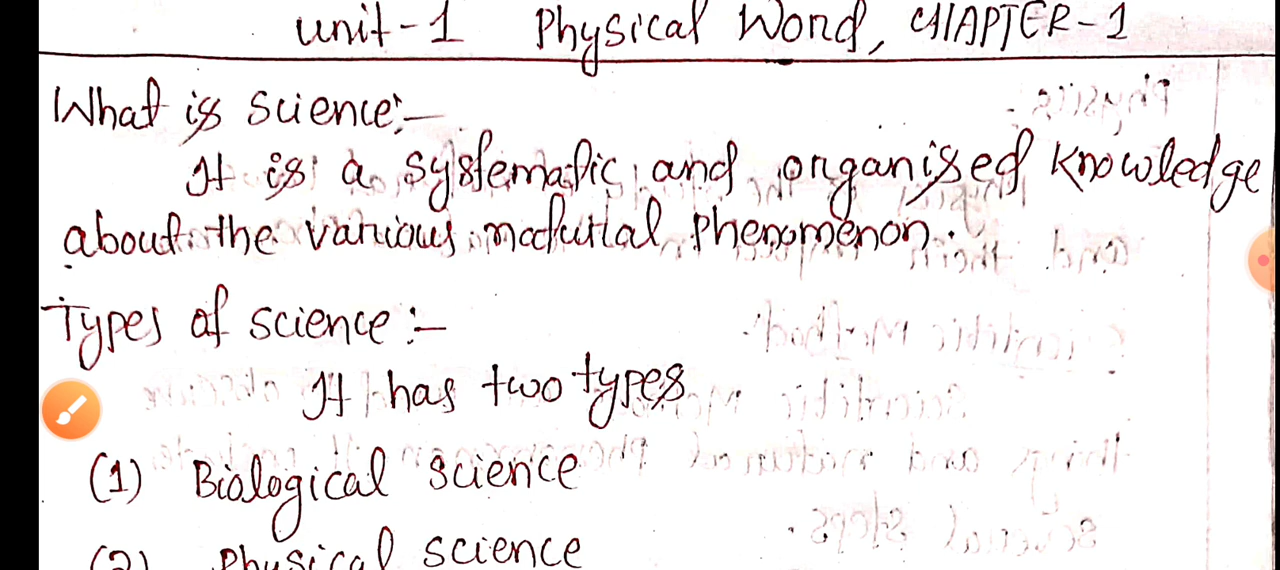 unit-1 Physical Word, CHAPTER-1
What is science:-
It is a systematic and organised knowledge
about the various natural phenomenon.
Types of science :-
It has two types
(1) Biological science
(2) Physical science